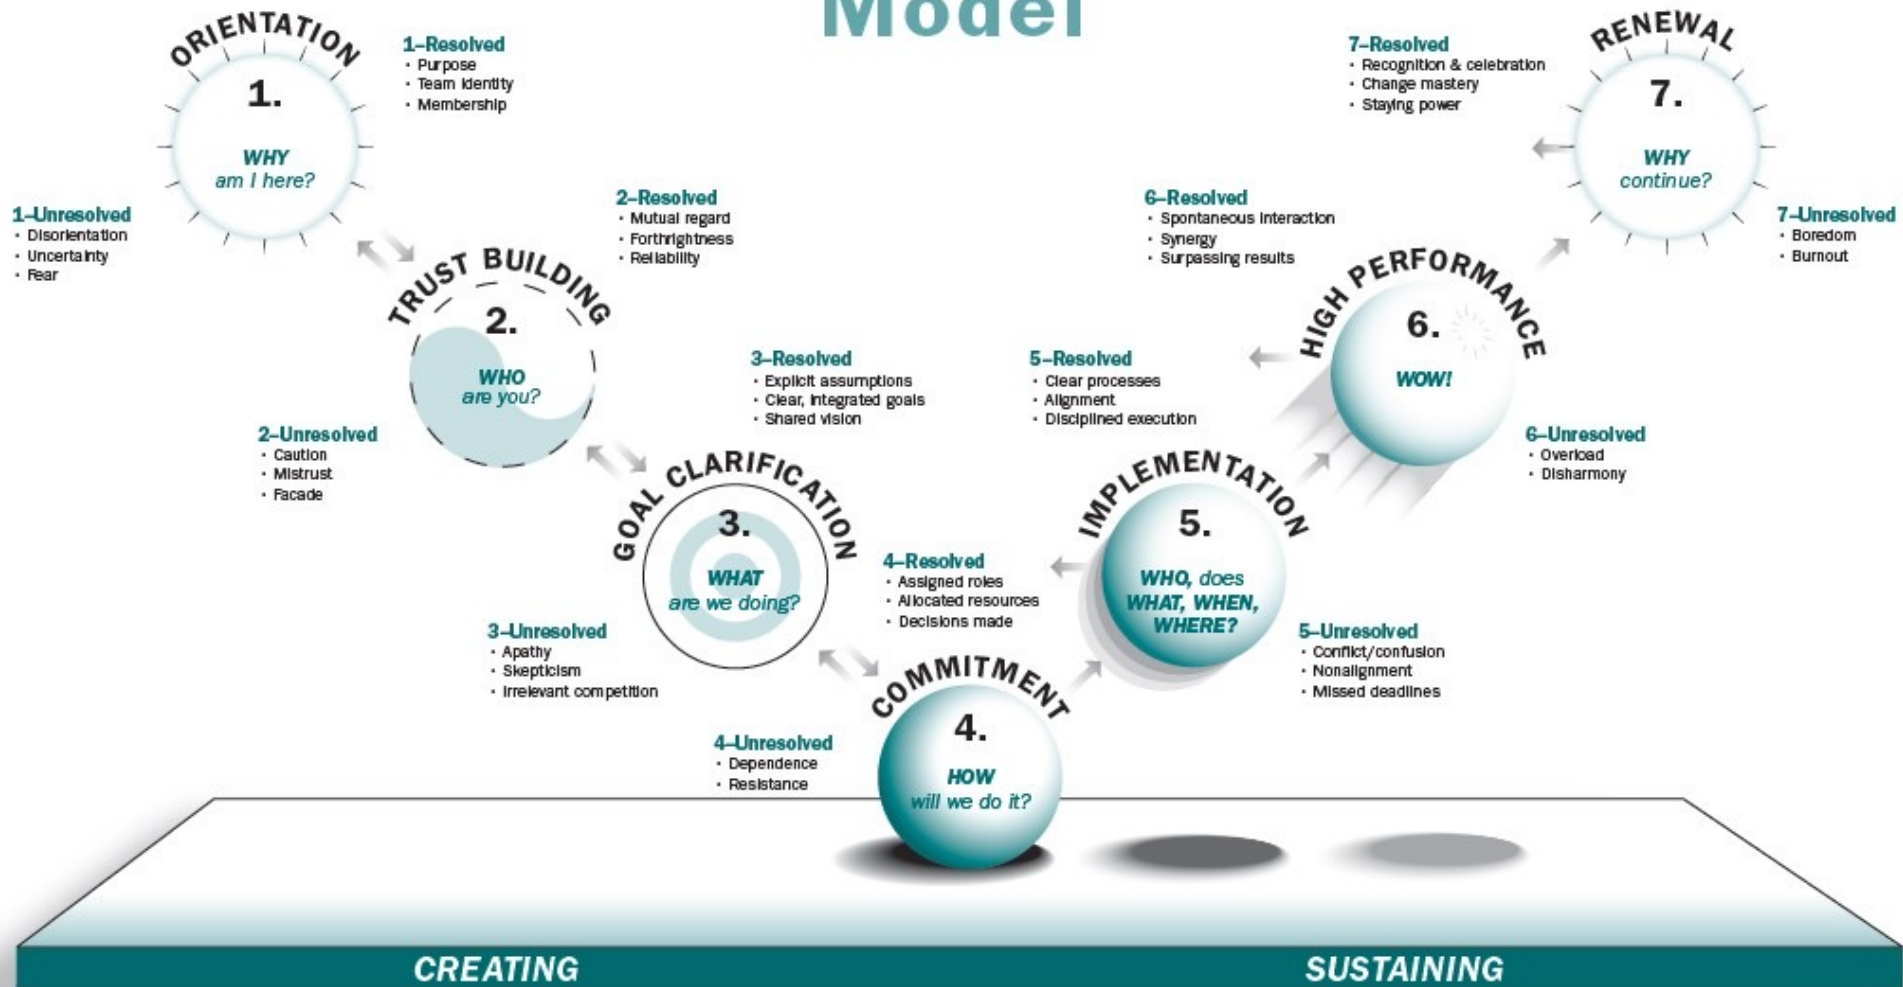 Model
ORIENTATION
1.
WHY
am I here?
1–Resolved
· Purpose
· Team identity
· Membership
1–Unresolved
· Disorientation
· Uncertainty
· Fear
TRUST BUILDING
2.
WHO
are you?
2–Resolved
· Mutual regard
· Forthrightness
· Reliability
2–Unresolved
· Caution
· Mistrust
· Facade
GOAL CLARIFICATION
3.
WHAT
are we doing?
3–Resolved
· Explicit assumptions
· Clear, integrated goals
· Shared vision
3–Unresolved
· Apathy
· Skepticism
· Irrelevant competition
COMMITMENT
4.
HOW
will we do it?
4–Resolved
· Assigned roles
· Allocated resources
· Decisions made
4–Unresolved
· Dependence
· Resistance
IMPLEMENTATION
5.
WHO, does
WHAT, WHEN,
WHERE?
5–Resolved
· Clear processes
· Alignment
· Disciplined execution
5–Unresolved
· Conflict/confusion
· Nonalignment
· Missed deadlines
HIGH PERFORMANCE
6.
WOW!
6–Resolved
· Spontaneous interaction
· Synergy
· Surpassing results
6–Unresolved
· Overload
· Disharmony
RENEWAL
7.
WHY
continue?
7–Resolved
· Recognition & celebration
· Change mastery
· Staying power
7–Unresolved
· Boredom
· Burnout
CREATING
SUSTAINING